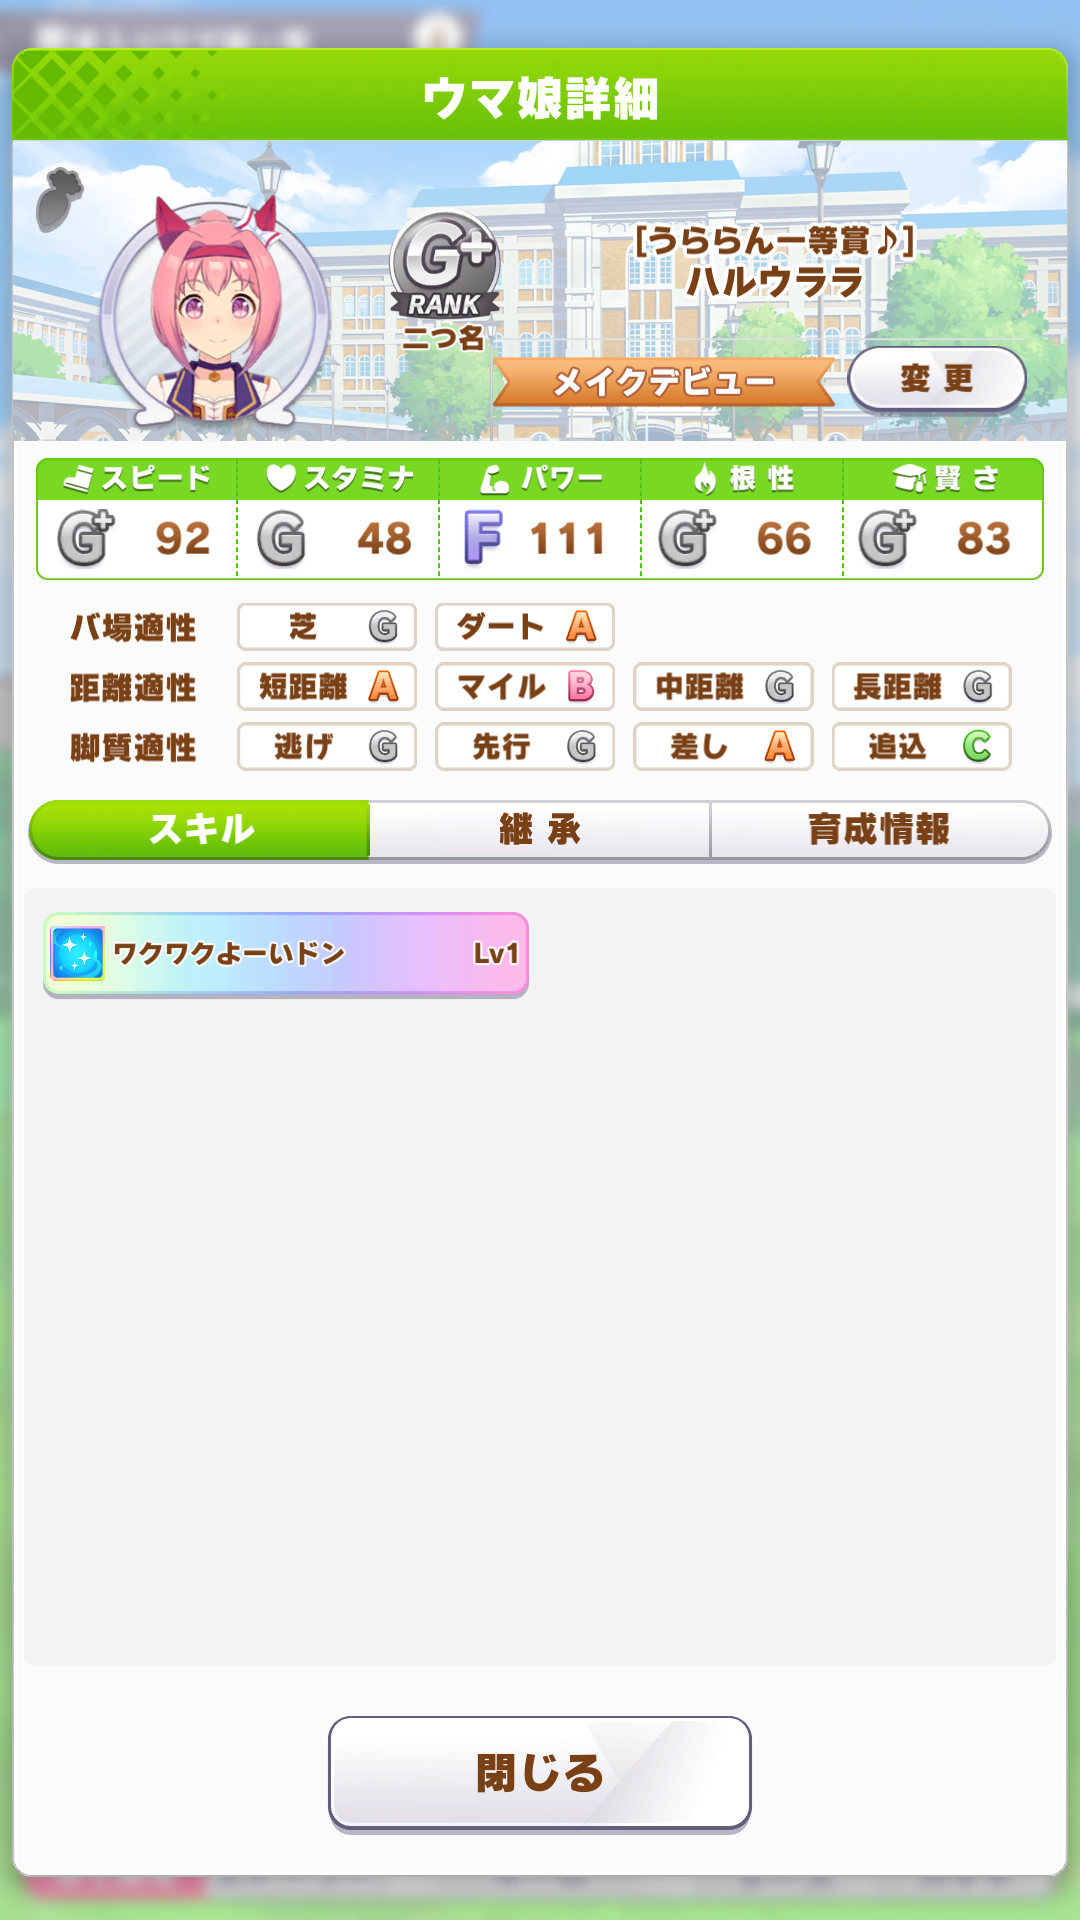 ウマ娘詳細
[うららん一等賞♪]
ハルウララ
G+
RANK
二つ名
メイクデビュー
変更
スピード スタミナ パワー 根性 賢さ
G+ 92 G 48 F 111 G+ 66 G+ 83
バ場適性 芝 G ダート A
距離適性 短距離 A マイル B 中距離 G 長距離 G
脚質適性 逃げ G 先行 G 差し A 追込 C
スキル 継承 育成情報
ワクワクよーいドン Lv1
閉じる